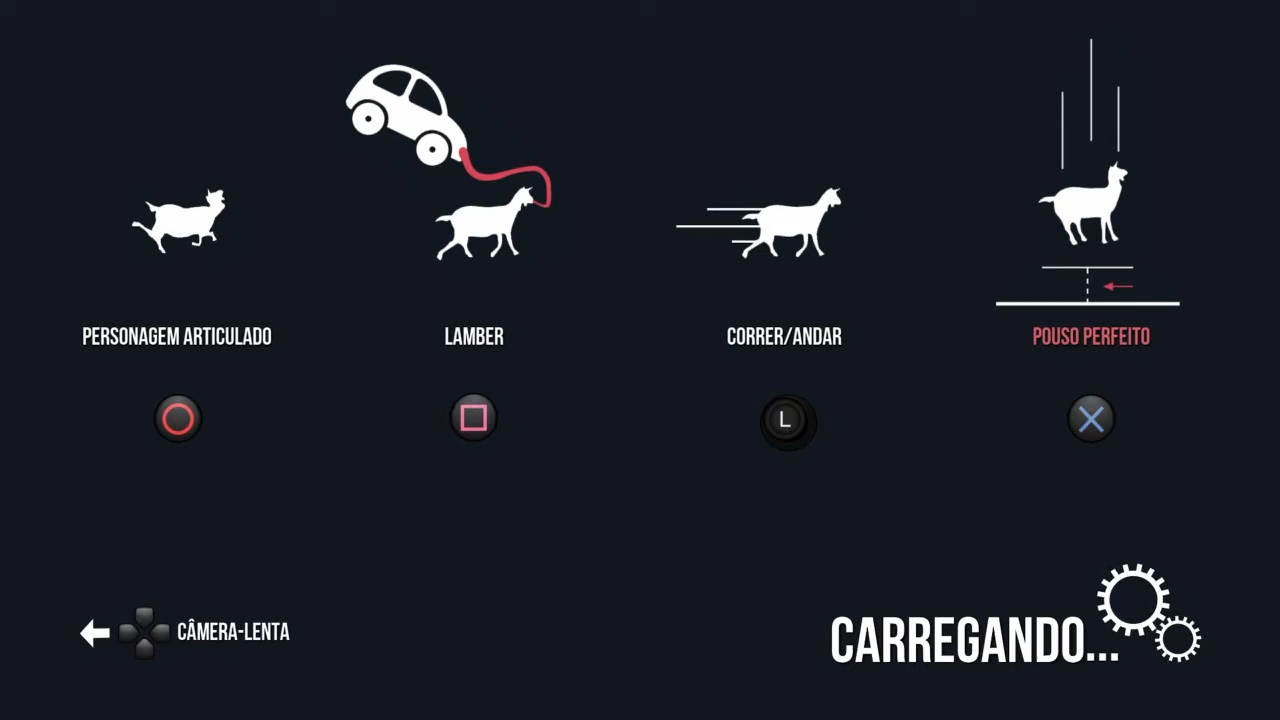 PERSONAGEM ARTICULADO
LAMBER
CORRER/ANDAR
POUSO PERFEITO
L
CÂMERA-LENTA
CARREGANDO...